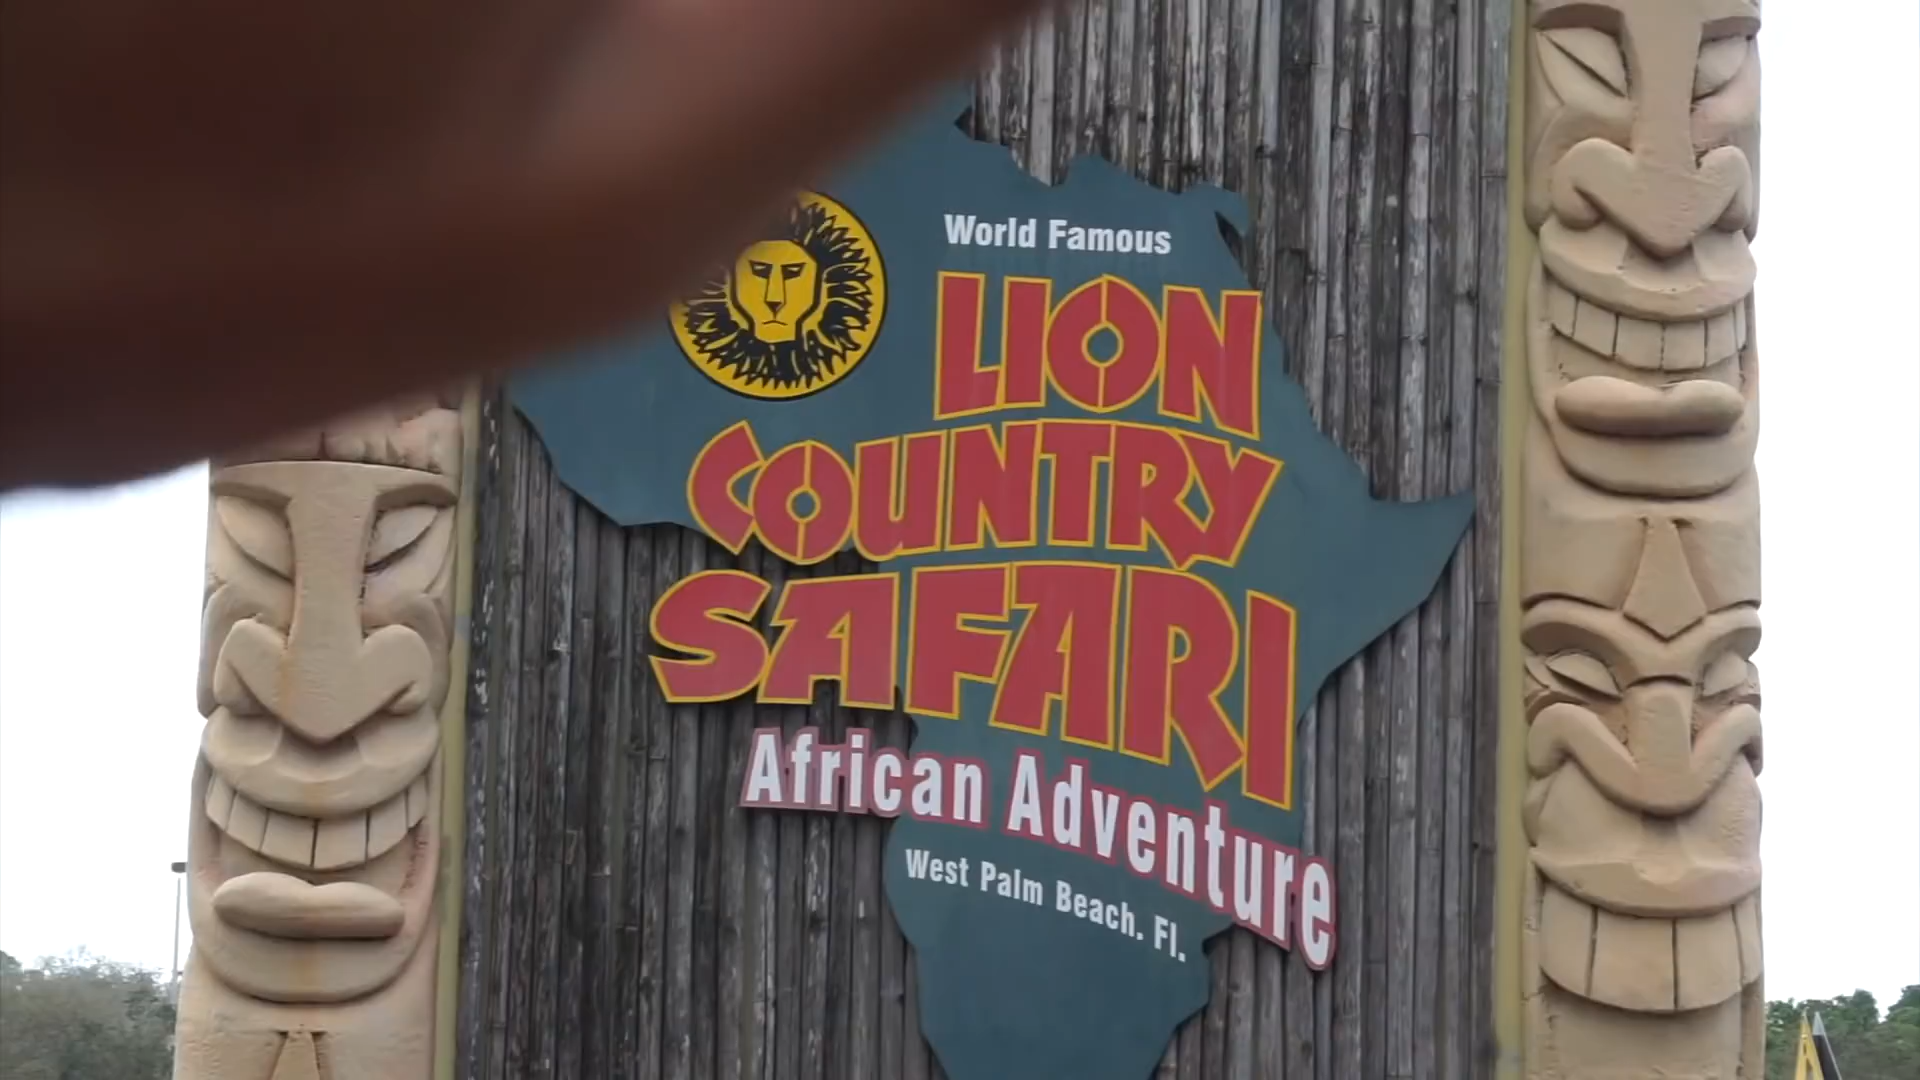 World Famous
LION
COUNTRY
SAFARI
African Adventure
West Palm Beach. Fl.